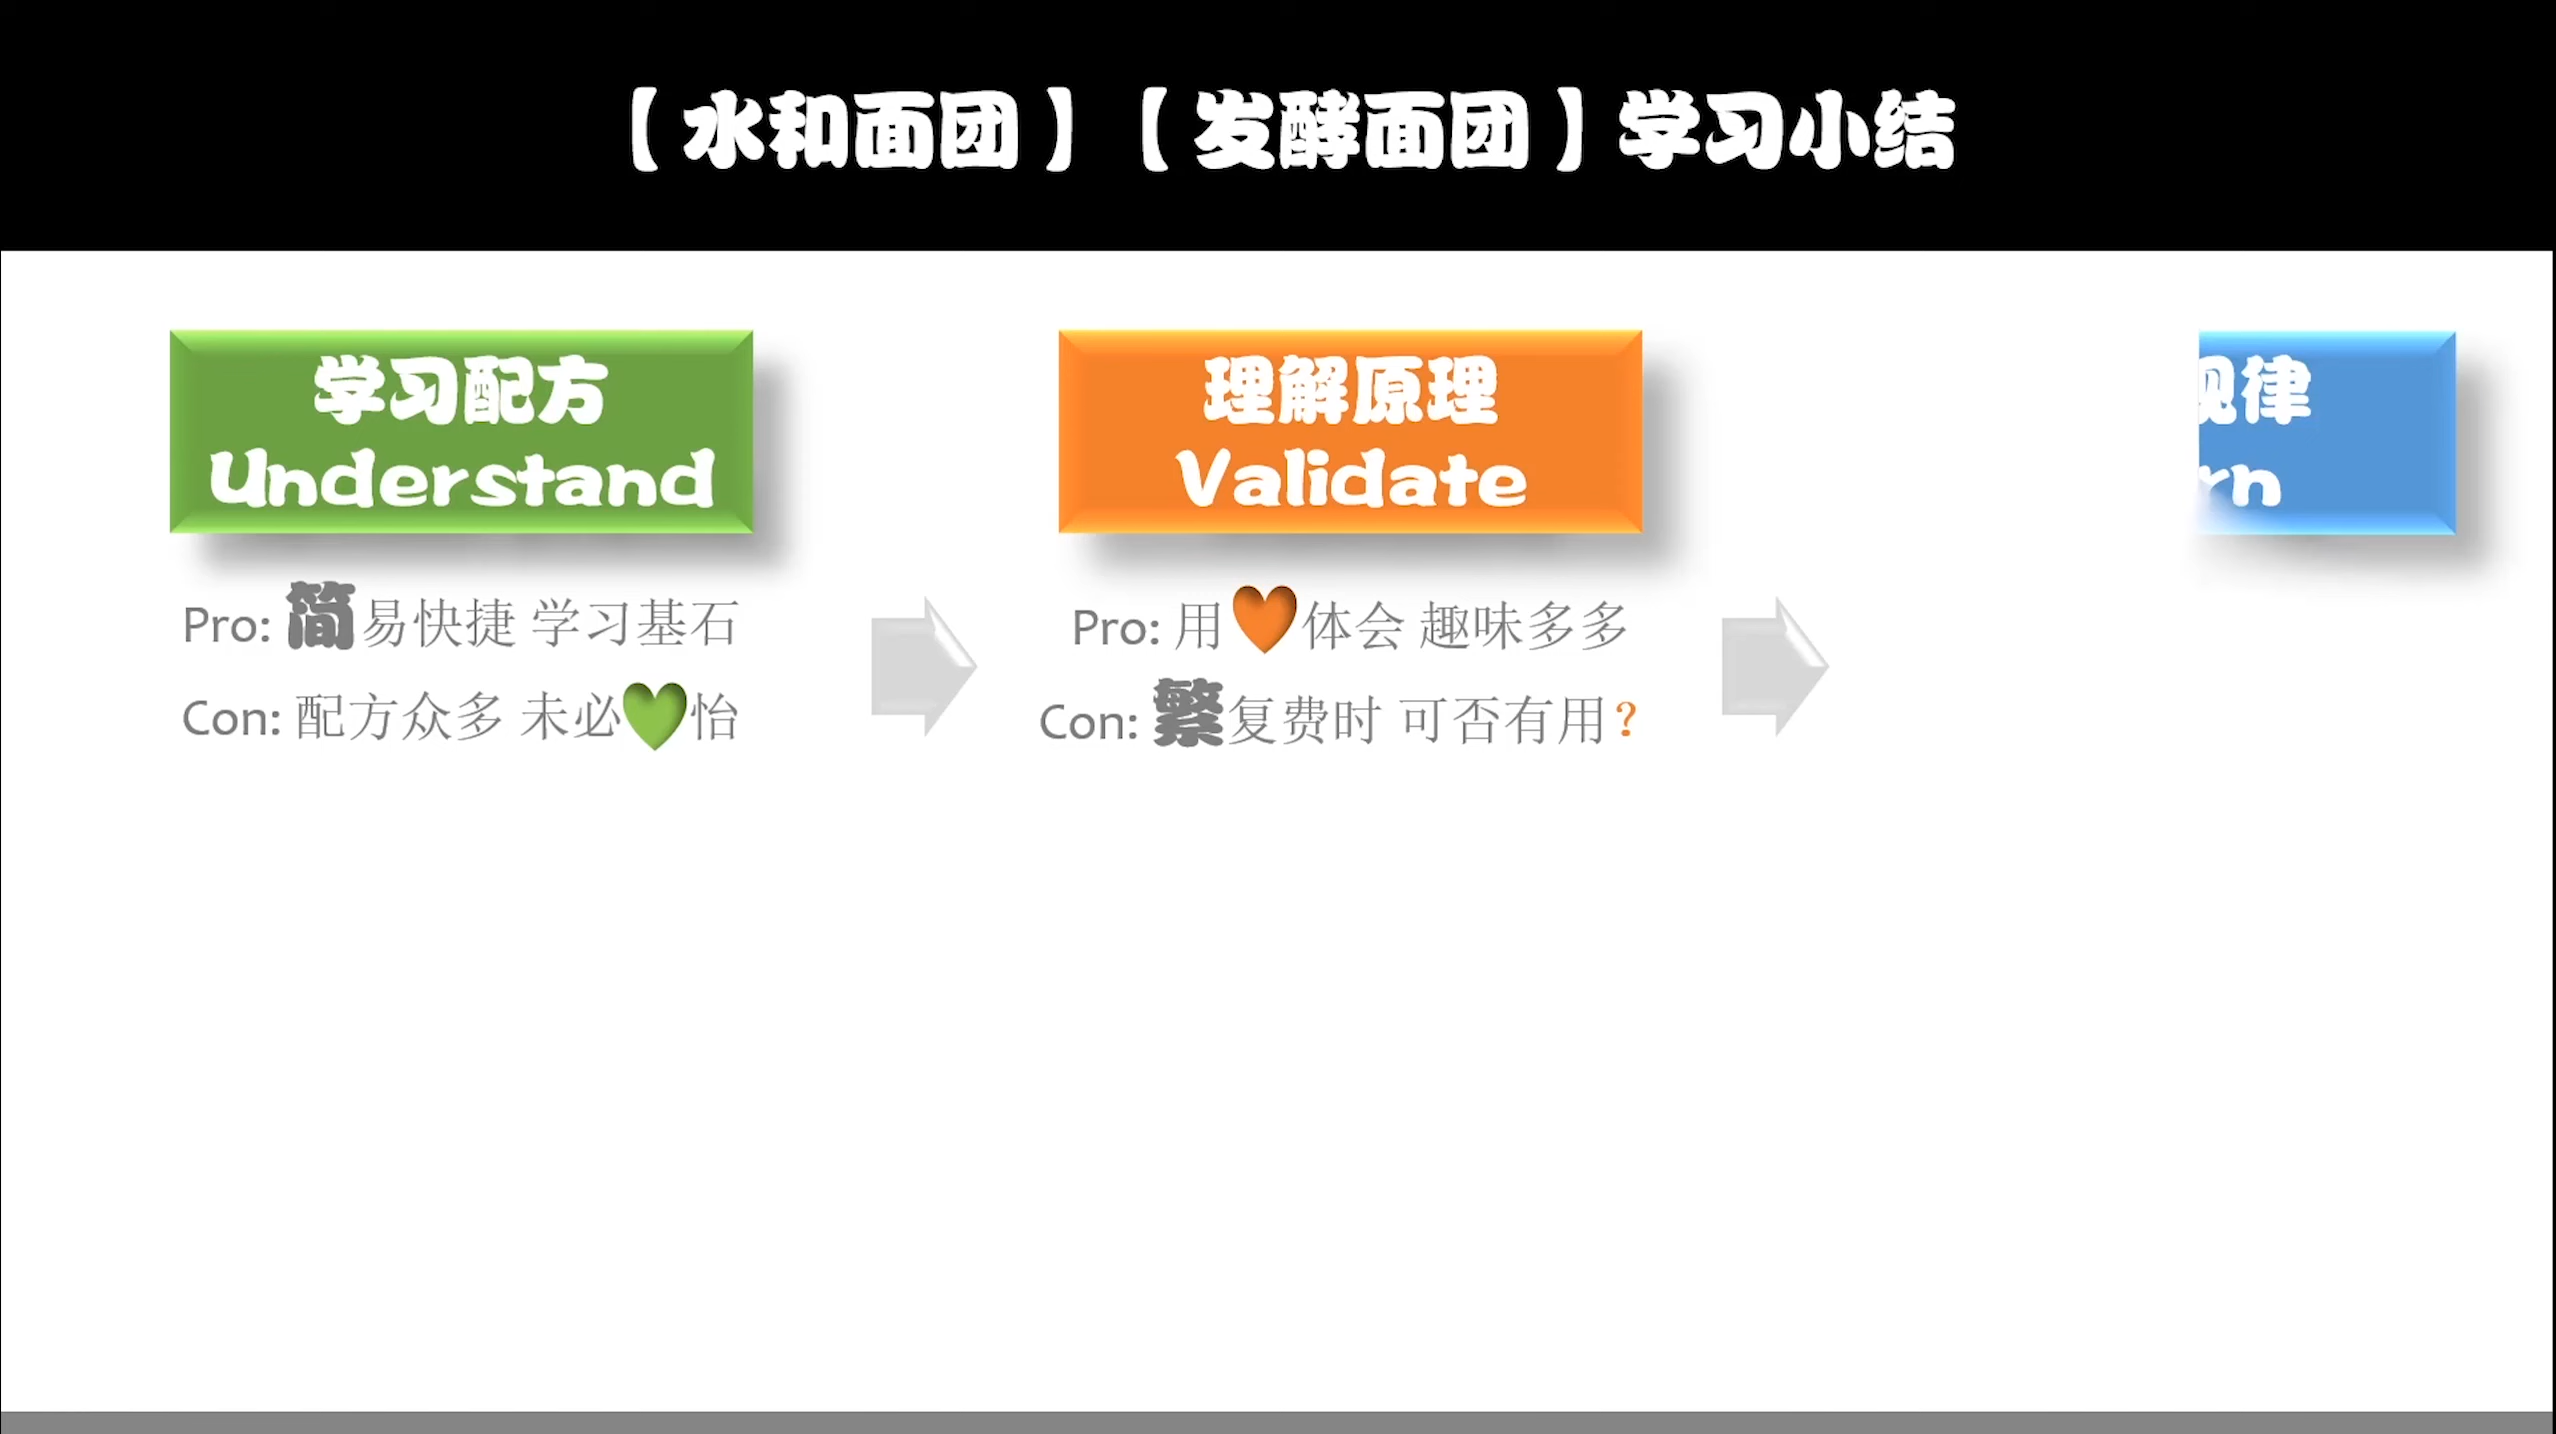 【水和面团】【发酵面团】学习小结
学习配方
Understand
Pro: 简易快捷 学习基石
Con: 配方众多 未必怡
理解原理
Validate
Pro: 用体会 趣味多多
Con: 繁复费时 可否有用?
规律
rn